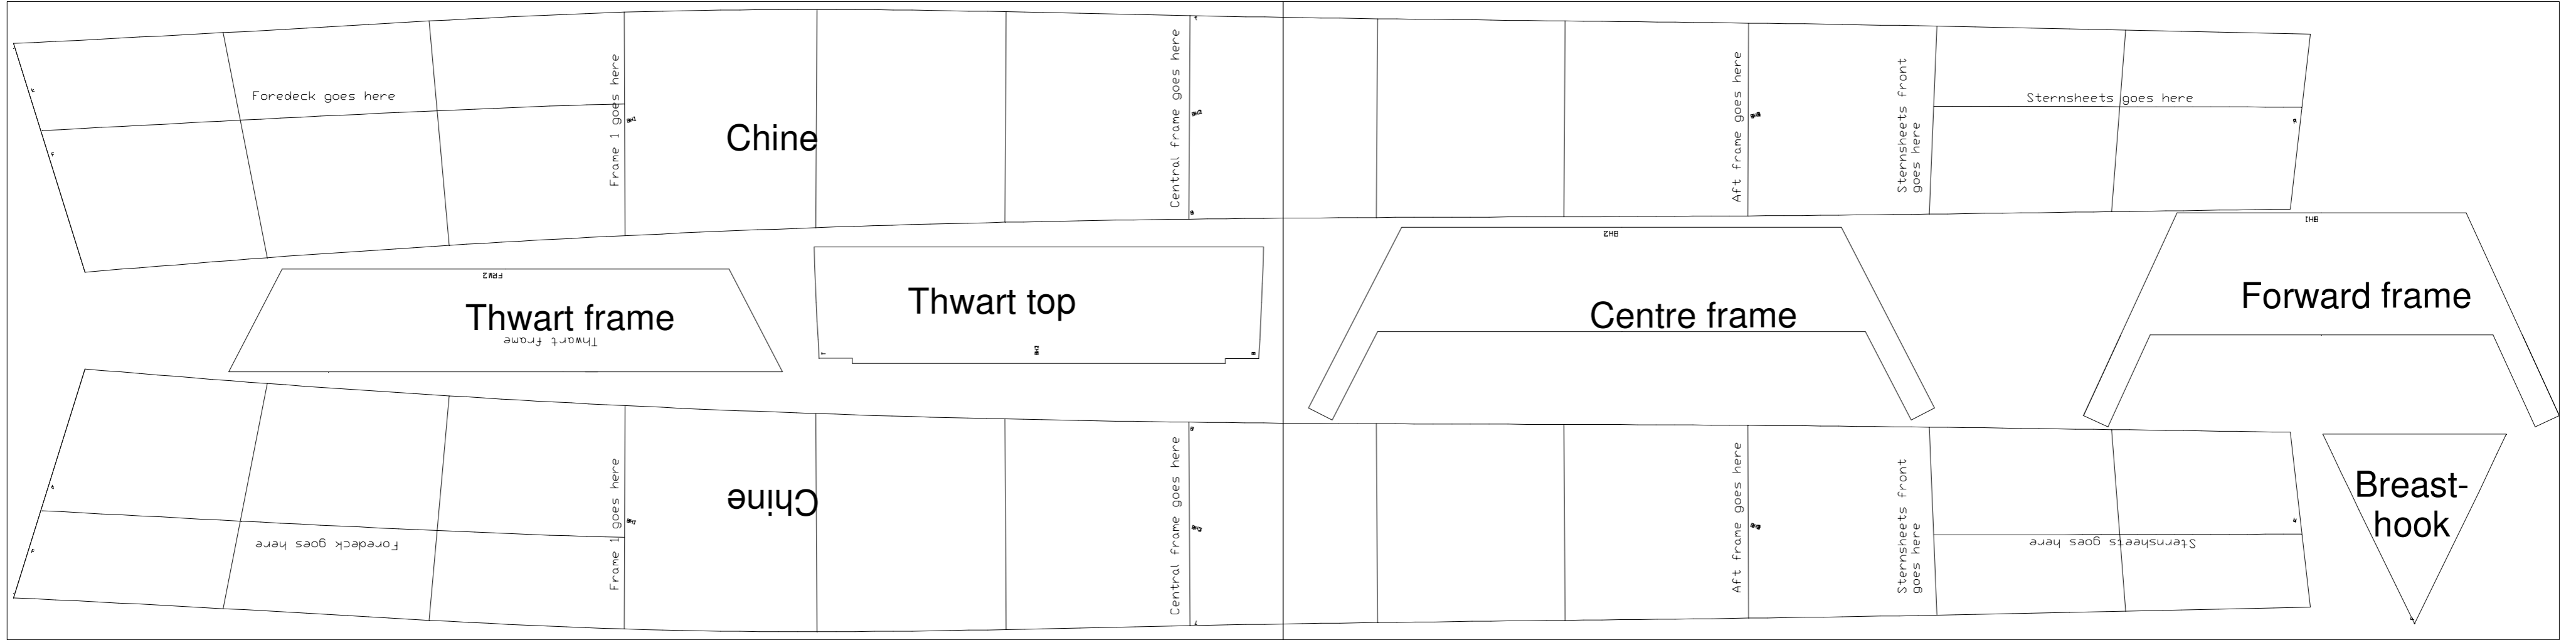 Foredeck goes here
Frame 1 goes here
Chine
Central frame goes here
Aft frame goes here
Sternsheets front
goes here
Sternsheets goes here
FRM2
Thwart frame
Thwart frame
Thwart top
BH2
Centre frame
BH1
Forward frame
Foredeck goes here
Frame 1 goes here
Chine
Central frame goes here
Aft frame goes here
Sternsheets front
goes here
Sternsheets goes here
Breast-
hook